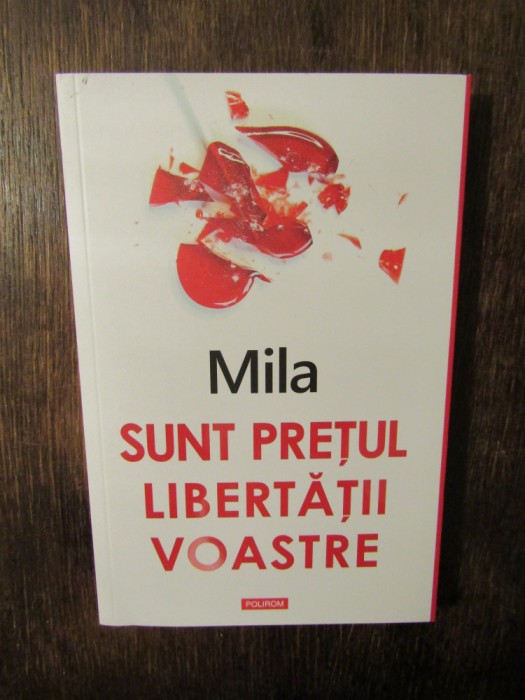 Mila
SUNT PREȚUL
LIBERTĂȚII
VOASTRE
POLIROM